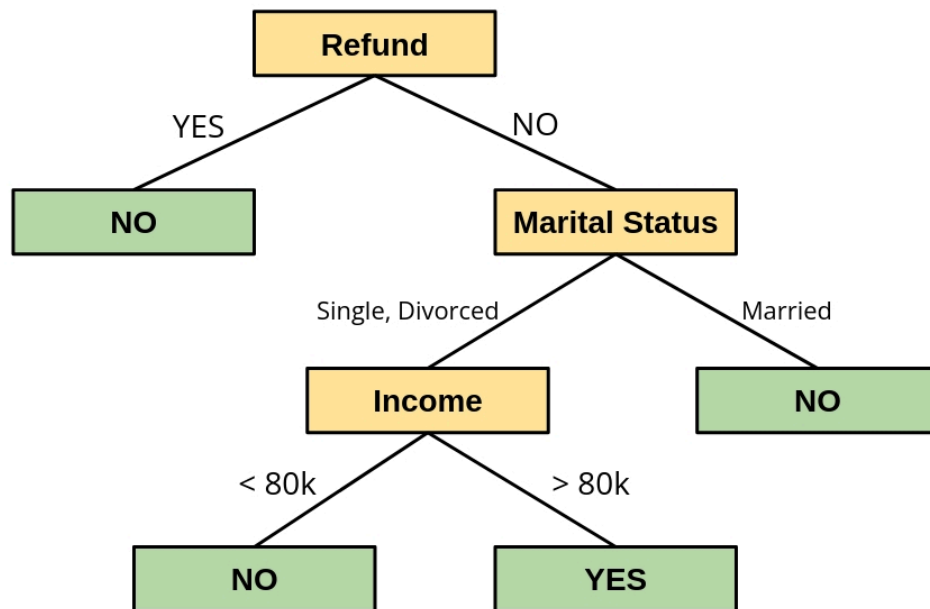 Refund
YES
NO
NO
Marital Status
Single, Divorced
Married
Income
NO
< 80k
> 80k
NO
YES